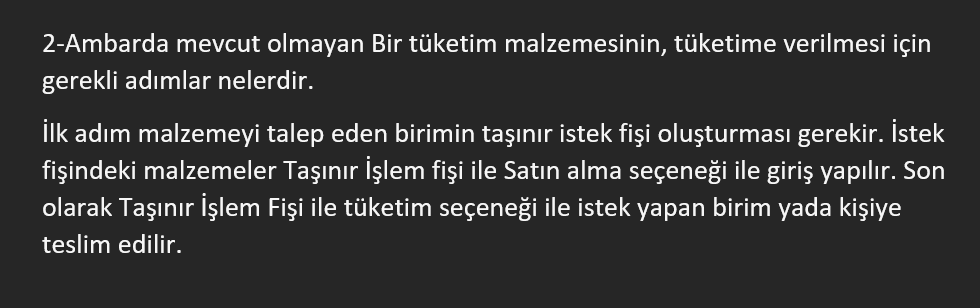 2-Ambarda mevcut olmayan Bir tüketim malzemesinin, tüketime verilmesi için
gerekli adımlar nelerdir.
İlk adım malzemeyi talep eden birimin taşınır istek fişi oluşturması gerekir. İstek
fişindeki malzemeler Taşınır İşlem fişi ile Satın alma seçeneği ile giriş yapılır. Son
olarak Taşınır İşlem Fişi ile tüketim seçeneği ile istek yapan birim yada kişiye
teslim edilir.